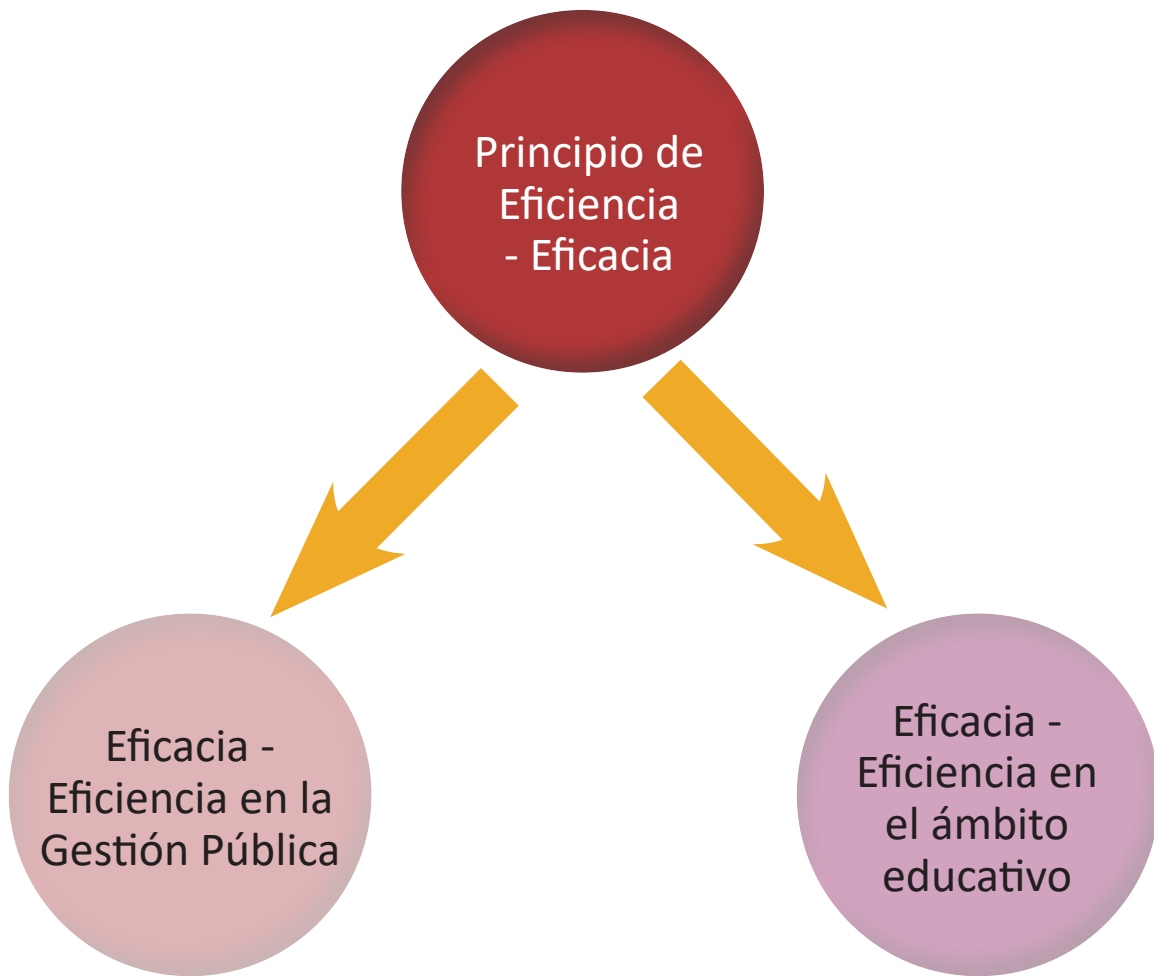 Principio de
Eficiencia
- Eficacia
Eficacia -
Eficiencia en la
Gestión Pública
Eficacia -
Eficiencia en
el ámbito
educativo